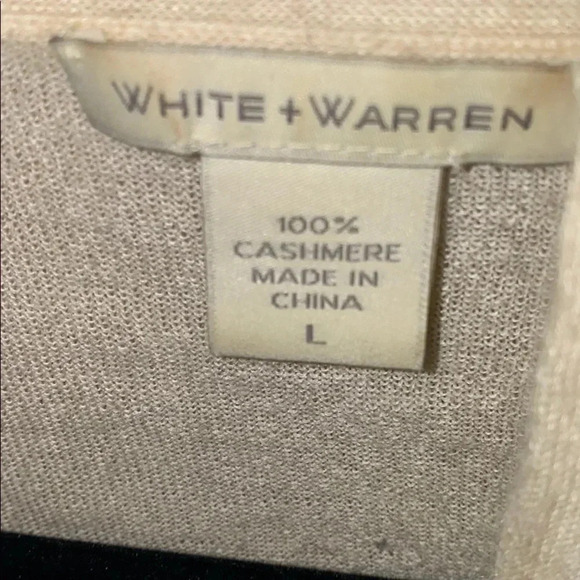 WHITE + WARREN
100%
CASHMERE
MADE IN
CHINA
L